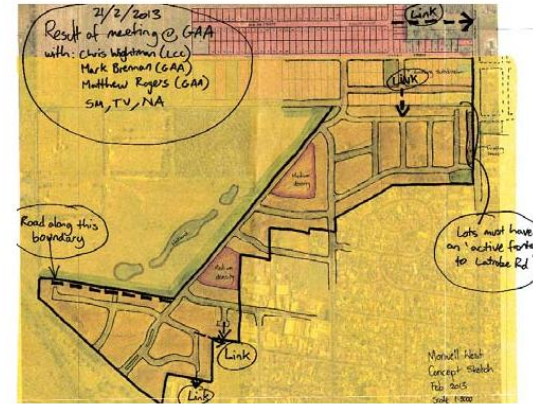 21/2/2013
Result of meeting @ GAA
with: Chris Wightman (LCC)
Mark Brennan (GAA)
Matthew Rogers (GAA)
SM, TV, NA
Link
LINK
Medium
density
Road along this
boundary
Wetland
Lots must have
an 'active
to Latrobe Rd
Medium
density
Link
Link
Morwell West
Concept Sketch
Feb 2013
Scale 1:3000